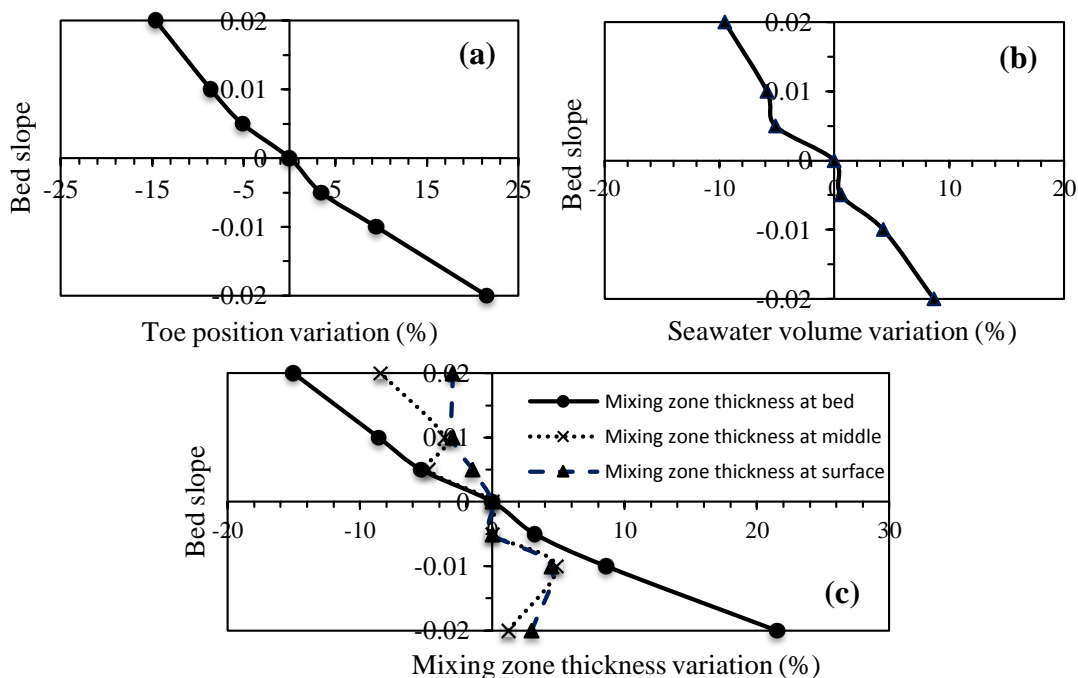 0.02
(a)
0.01
0
-25
-15
-5
5
15
25
-0.01
-0.02
Bed slope
Toe position variation (%)
0.02
(b)
0.01
0
-20
-10
0
10
20
-0.01
-0.02
Bed slope
Seawater volume variation (%)
0.02
Mixing zone thickness at bed
0.01
Mixing zone thickness at middle
Mixing zone thickness at surface
0
-20
-10
0
10
20
30
-0.01
(c)
-0.02
Bed slope
Mixing zone thickness variation (%)